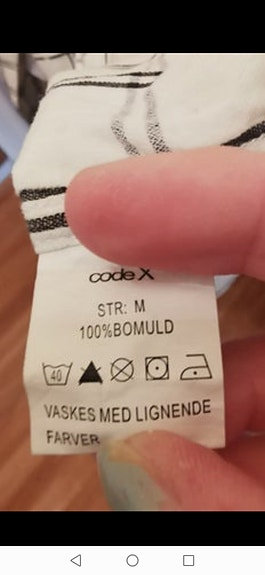 code X
STR: M
100%BOMULD
40
VASKES MED LIGNENDE
FARVER